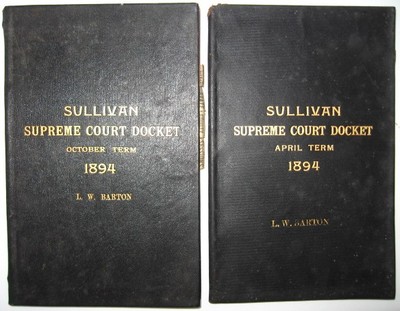 SULLIVAN
SUPREME COURT DOCKET
OCTOBER TERM
1894
L. W. BARTON
SULLIVAN
SUPREME COURT DOCKET
APRIL TERM
1894
L. W. BARTON